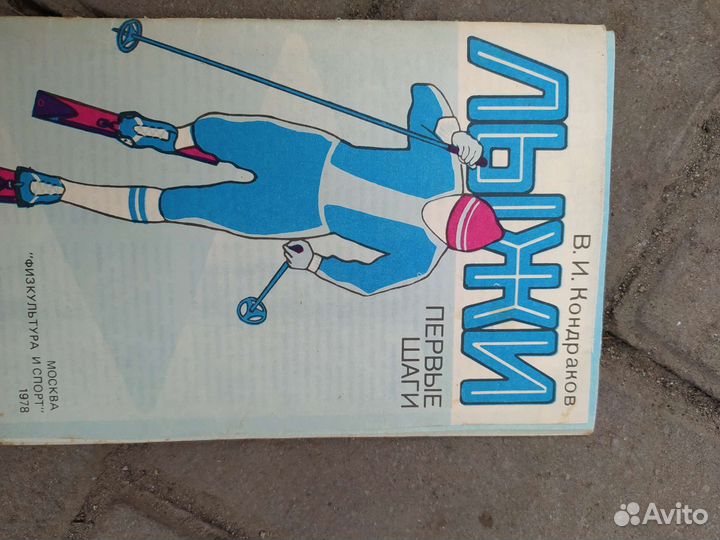 В. И. Кондраков
ЛЫЖИ
ПЕРВЫЕ
ШАГИ
МОСКВА
"ФИЗКУЛЬТУРА И СПОРТ"
1978
Avito